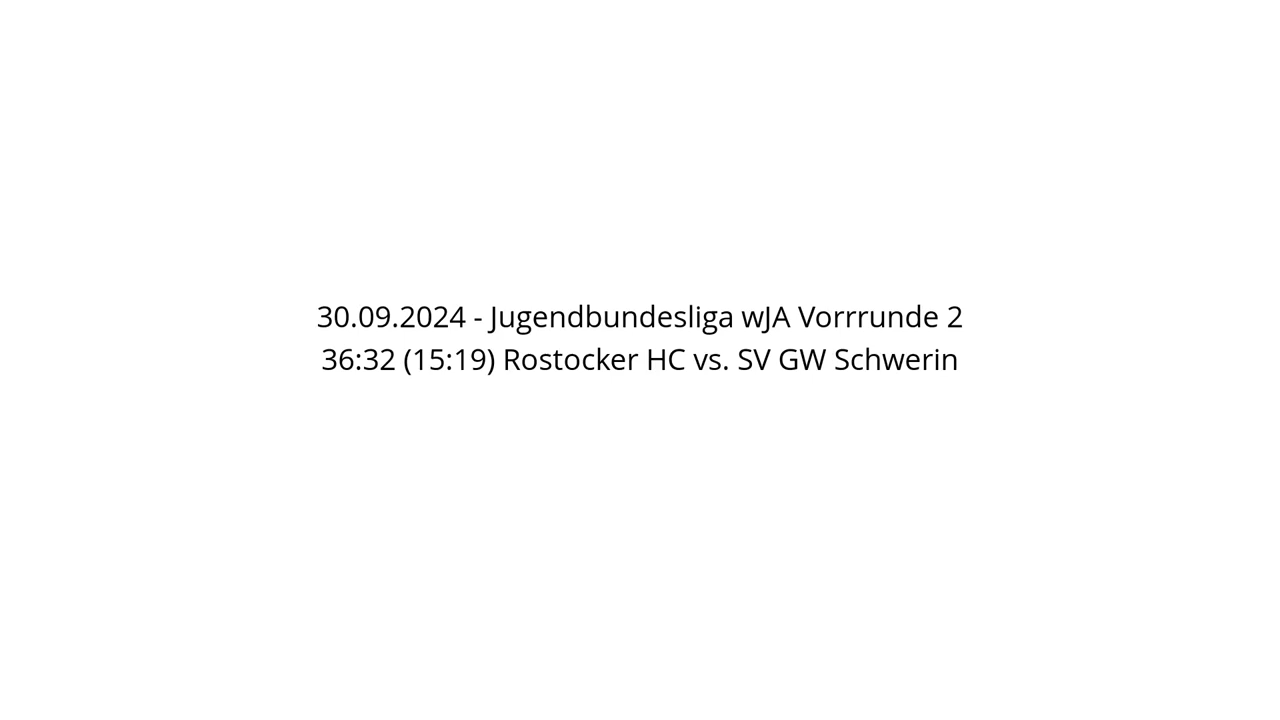 30.09.2024 - Jugendbundesliga wJA Vorrrunde 2
36:32 (15:19) Rostocker HC vs. SV GW Schwerin